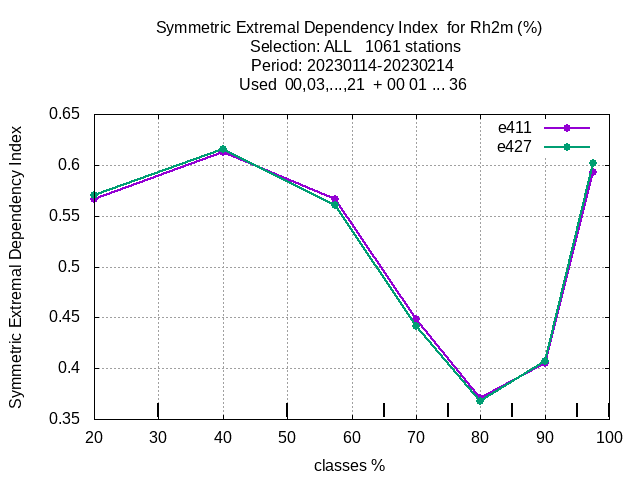 Symmetric Extremal Dependency Index  for Rh2m (%)
Selection: ALL   1061 stations
Period: 20230114-20230214
Used  00,03,...,21  + 00 01 ... 36
e411
e427
Symmetric Extremal Dependency Index
0.65
0.6
0.55
0.5
0.45
0.4
0.35
20 30 40 50 60 70 80 90 100
classes %